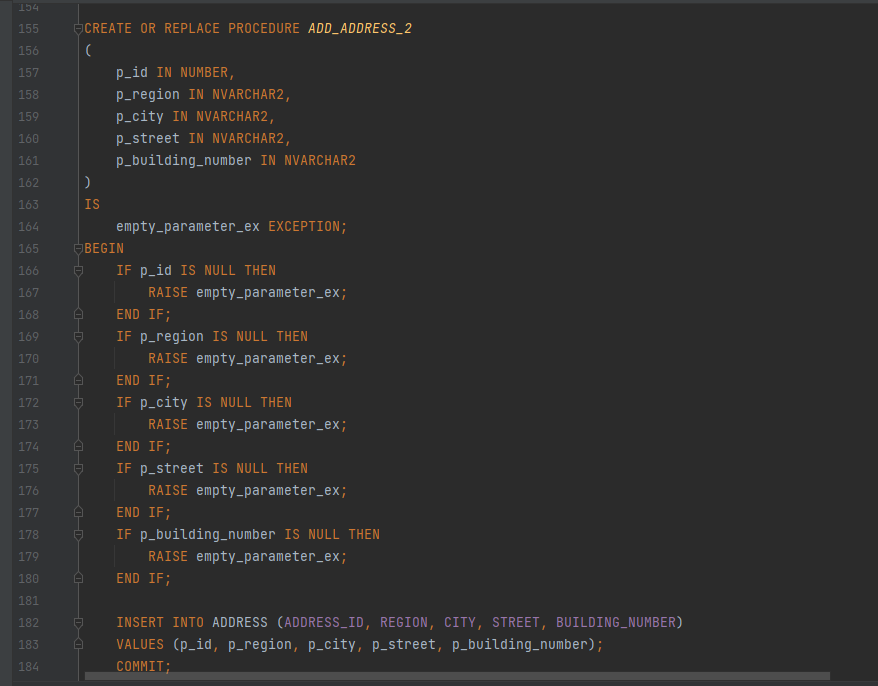 154
155 CREATE OR REPLACE PROCEDURE ADD_ADDRESS_2
156 (
157     p_id IN NUMBER,
158     p_region IN NVARCHAR2,
159     p_city IN NVARCHAR2,
160     p_street IN NVARCHAR2,
161     p_building_number IN NVARCHAR2
162 )
163 IS
164     empty_parameter_ex EXCEPTION;
165 BEGIN
166     IF p_id IS NULL THEN
167         RAISE empty_parameter_ex;
168     END IF;
169     IF p_region IS NULL THEN
170         RAISE empty_parameter_ex;
171     END IF;
172     IF p_city IS NULL THEN
173         RAISE empty_parameter_ex;
174     END IF;
175     IF p_street IS NULL THEN
176         RAISE empty_parameter_ex;
177     END IF;
178     IF p_building_number IS NULL THEN
179         RAISE empty_parameter_ex;
180     END IF;
181
182     INSERT INTO ADDRESS (ADDRESS_ID, REGION, CITY, STREET, BUILDING_NUMBER)
183     VALUES (p_id, p_region, p_city, p_street, p_building_number);
184     COMMIT;